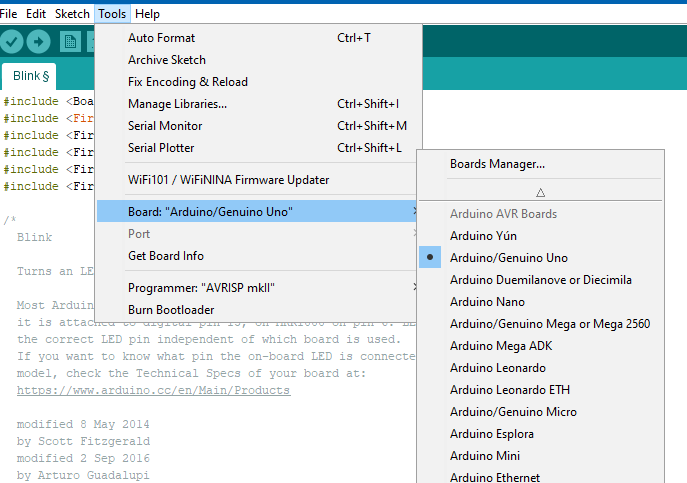 File Edit Sketch Tools Help
Blink §
Auto Format Ctrl+T
Archive Sketch
Fix Encoding & Reload
Manage Libraries... Ctrl+Shift+I
Serial Monitor Ctrl+Shift+M
Serial Plotter Ctrl+Shift+L
WiFi101 / WiFiNINA Firmware Updater
Board: "Arduino/Genuino Uno"
Port
Get Board Info
Programmer: "AVRISP mkII"
Burn Bootloader
Boards Manager...
Arduino AVR Boards
Arduino Yún
Arduino/Genuino Uno
Arduino Duemilanove or Diecimila
Arduino Nano
Arduino/Genuino Mega or Mega 2560
Arduino Mega ADK
Arduino Leonardo
Arduino Leonardo ETH
Arduino/Genuino Micro
Arduino Esplora
Arduino Mini
Arduino Ethernet
#include <Boa
#include <Fir
#include <Fir
#include <Fir
#include <Fir
#include <Fir
/*
Blink
Turns an LE
Most Arduin
it is attached to digital pin 13, on MKR1000 on pin 6. LE
the correct LED pin independent of which board is used.
If you want to know what pin the on-board LED is connecte
model, check the Technical Specs of your board at:
https://www.arduino.cc/en/Main/Products
modified 8 May 2014
by Scott Fitzgerald
modified 2 Sep 2016
by Arturo Guadalupi